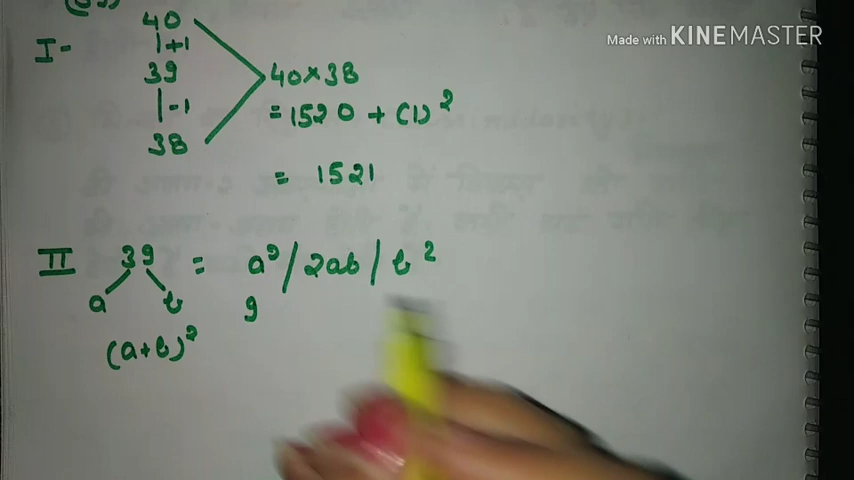 Made with KINEMASTER
40
I- |+1
39 40×38
|-1 =1520 + (1)²
38
= 1521
II 39 = a²/2ab/b²
a b 9
(a+b)²